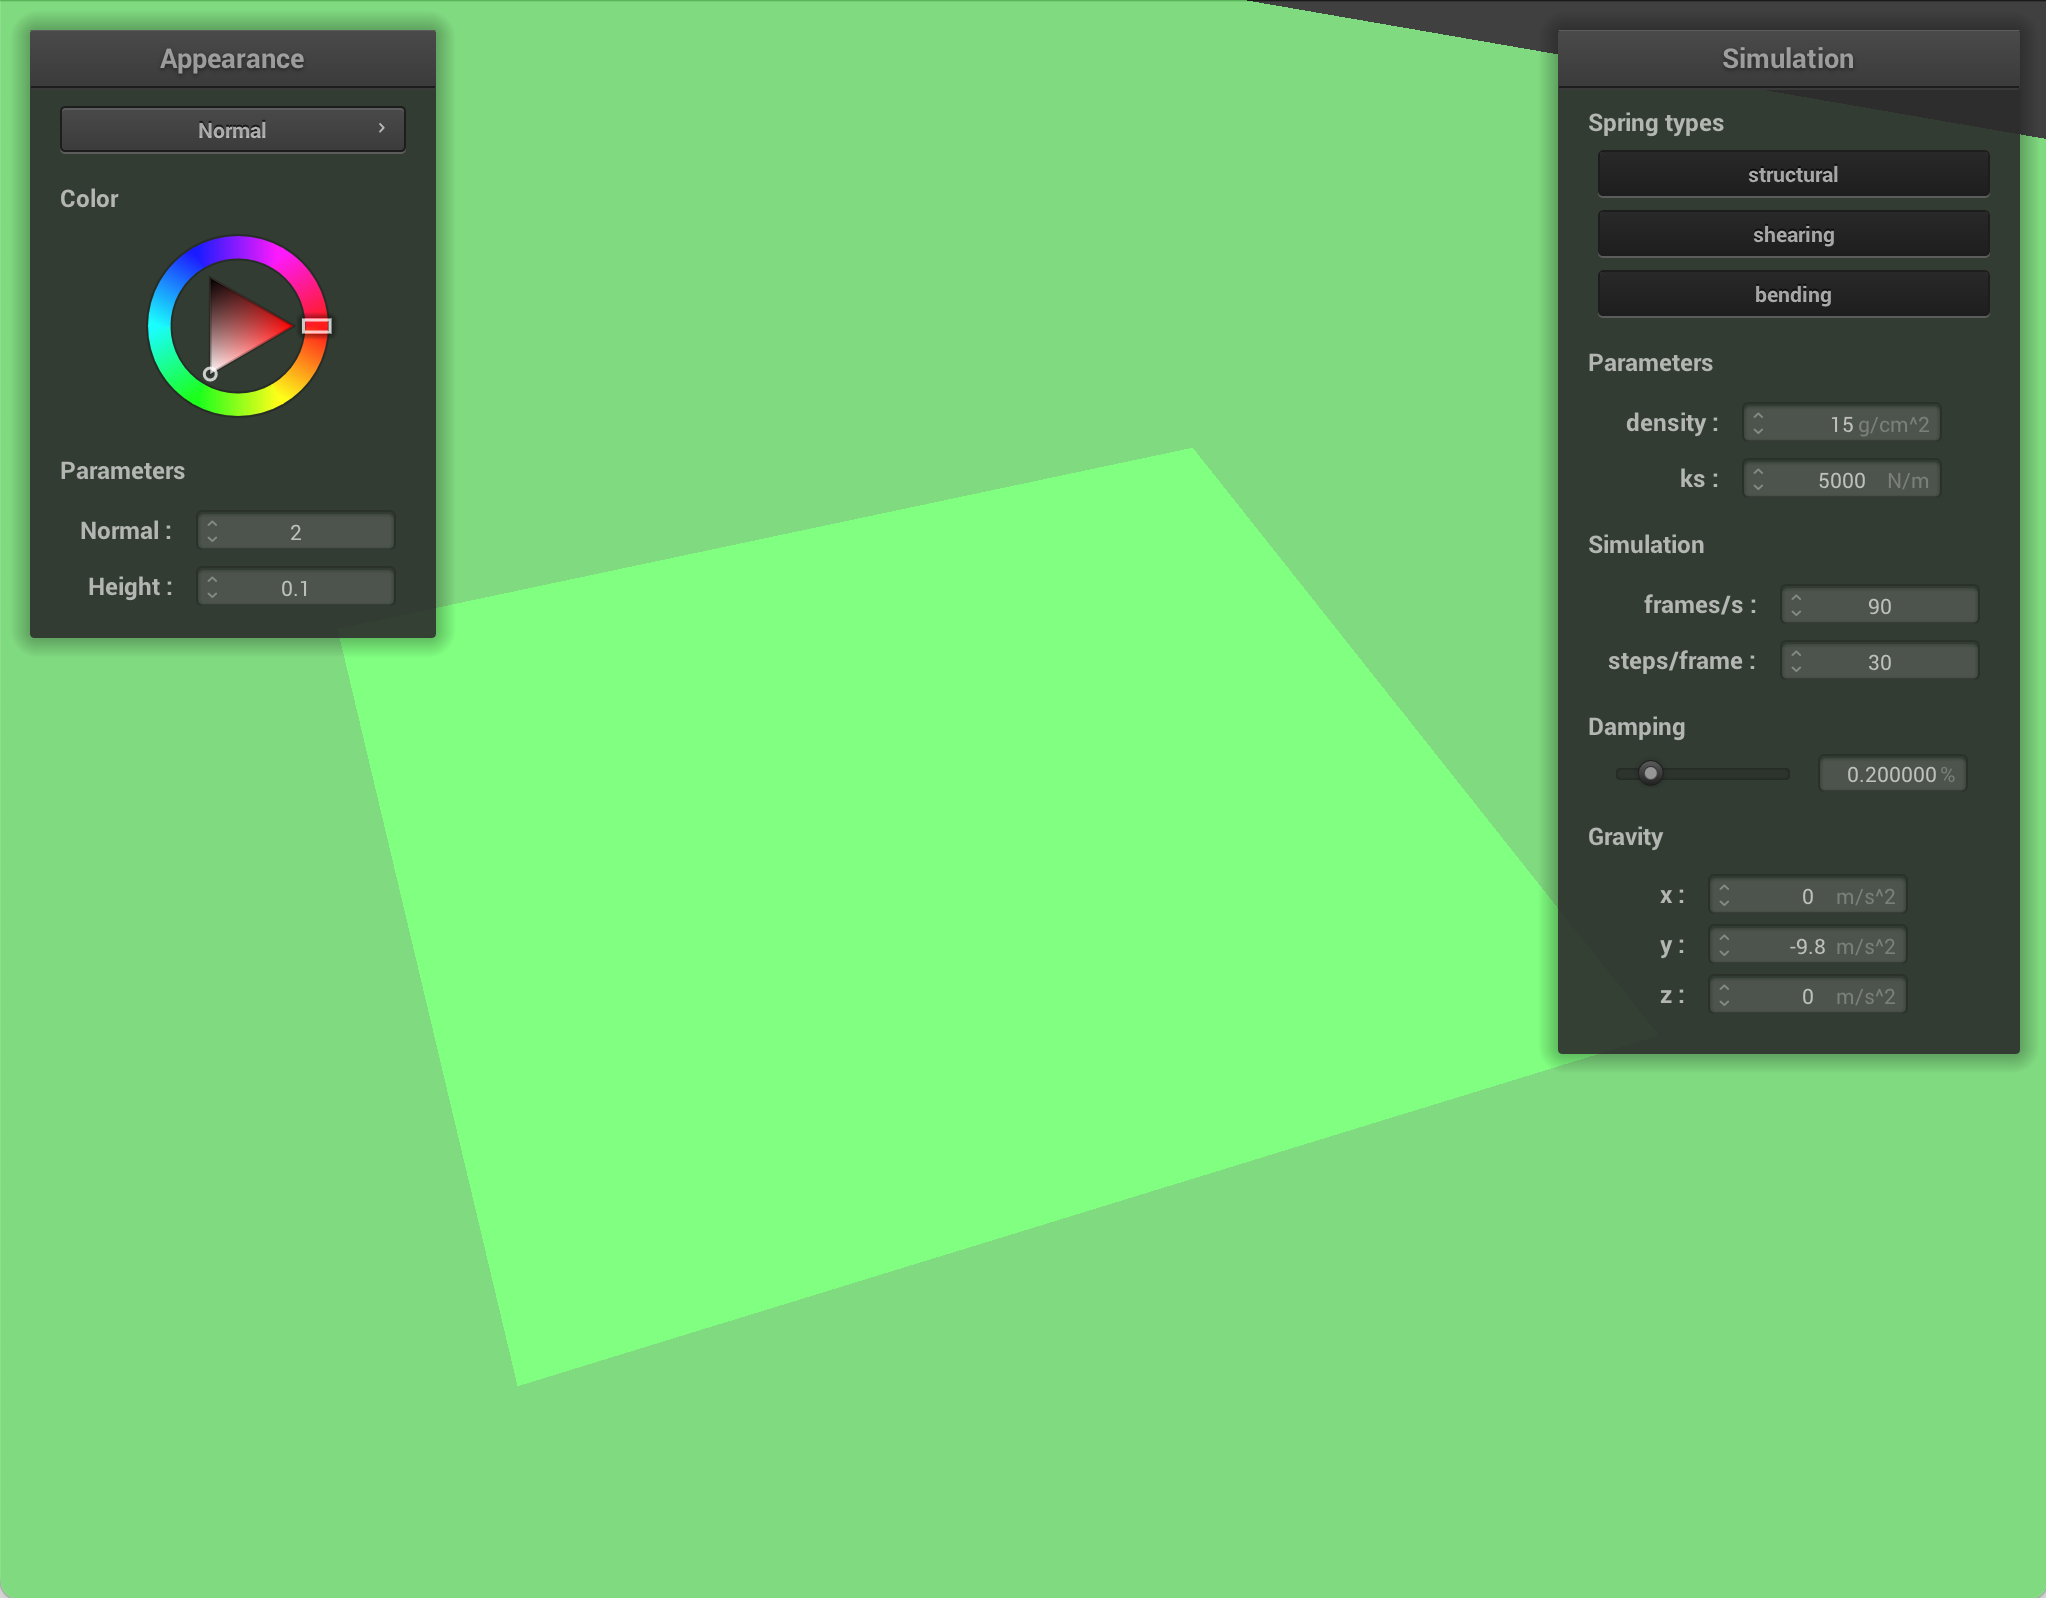 Appearance
Normal
Color
Parameters
Normal : 2
Height : 0.1
Simulation
Spring types
structural
shearing
bending
Parameters
density : 15 g/cm^2
ks : 5000 N/m
Simulation
frames/s : 90
steps/frame : 30
Damping
0.200000 %
Gravity
x : 0 m/s^2
y : -9.8 m/s^2
z : 0 m/s^2